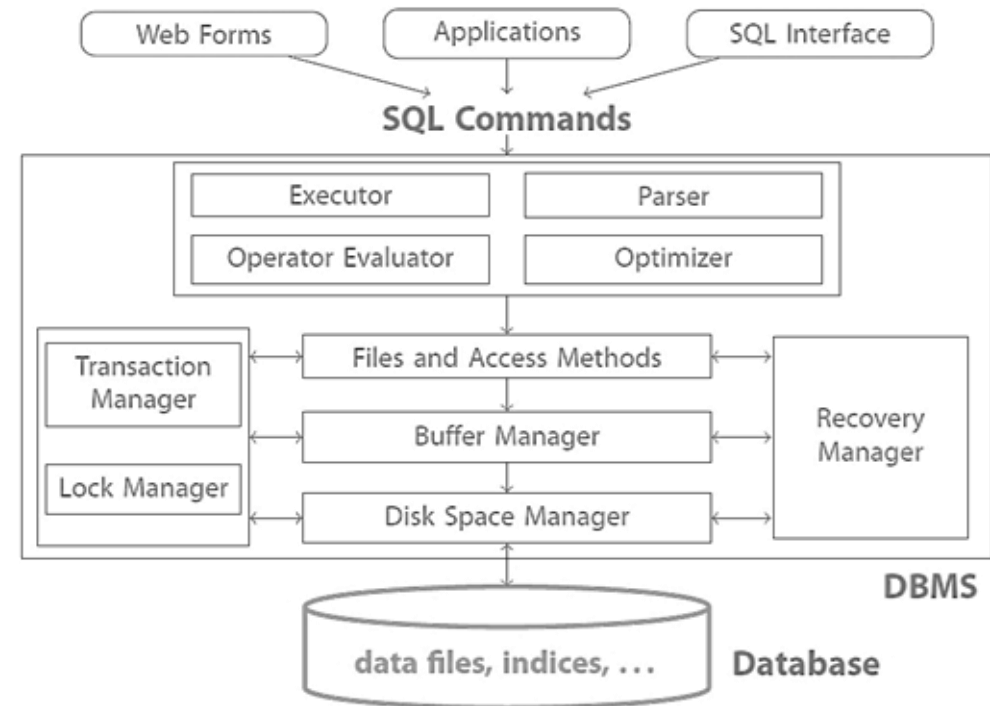 Web Forms
Applications
SQL Interface
SQL Commands
Executor
Parser
Operator Evaluator
Optimizer
Transaction
Manager
Lock Manager
Files and Access Methods
Buffer Manager
Disk Space Manager
Recovery
Manager
DBMS
data files, indices, ...
Database